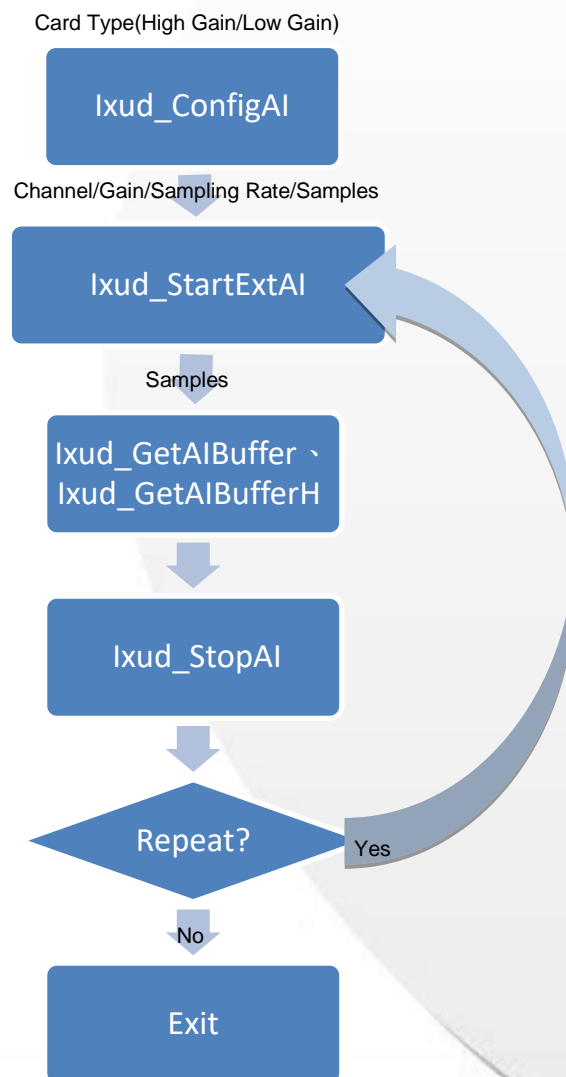 Card Type(High Gain/Low Gain)
Ixud_ConfigAI
Channel/Gain/Sampling Rate/Samples
Ixud_StartExtAI
Samples
Ixud_GetAIBuffer、
Ixud_GetAIBufferH
Ixud_StopAI
Repeat?
Yes
No
Exit